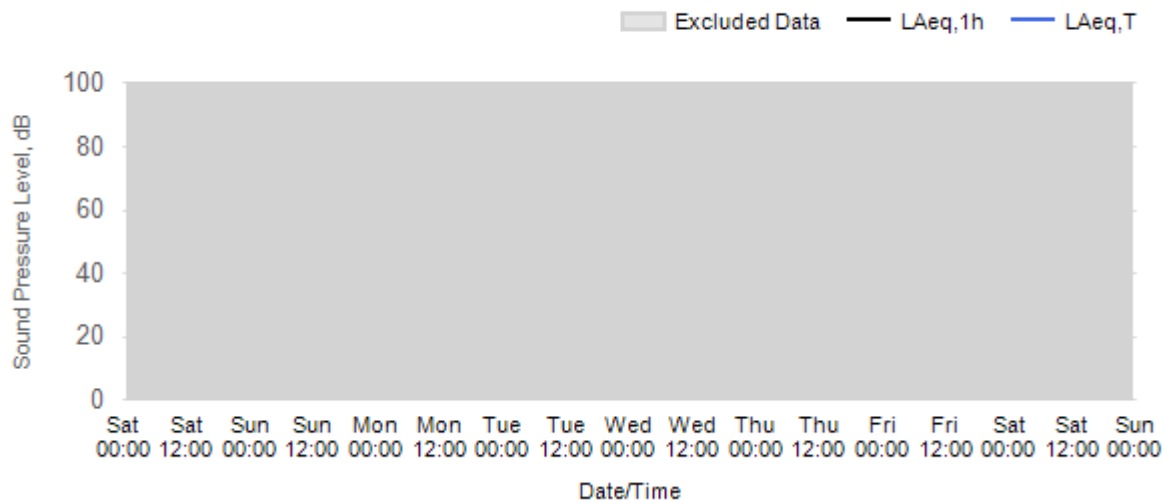 Excluded Data LAeq,1h LAeq,T
Sound Pressure Level, dB
100
80
60
40
20
0
Sat Sat Sun Sun Mon Mon Tue Tue Wed Wed Thu Thu Fri Fri Sat Sat Sun
00:00 12:00 00:00 12:00 00:00 12:00 00:00 12:00 00:00 12:00 00:00 12:00 00:00 12:00 00:00 12:00 00:00
Date/Time